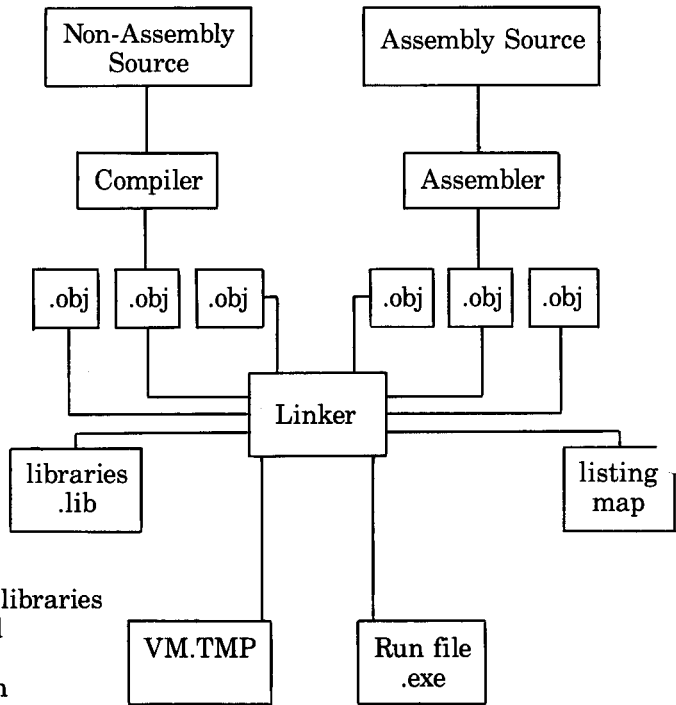 Non-Assembly
Source
Assembly Source
Compiler
Assembler
.obj
.obj
.obj
.obj
.obj
.obj
Linker
libraries
.lib
listing
map
libraries
VM.TMP
Run file
.exe